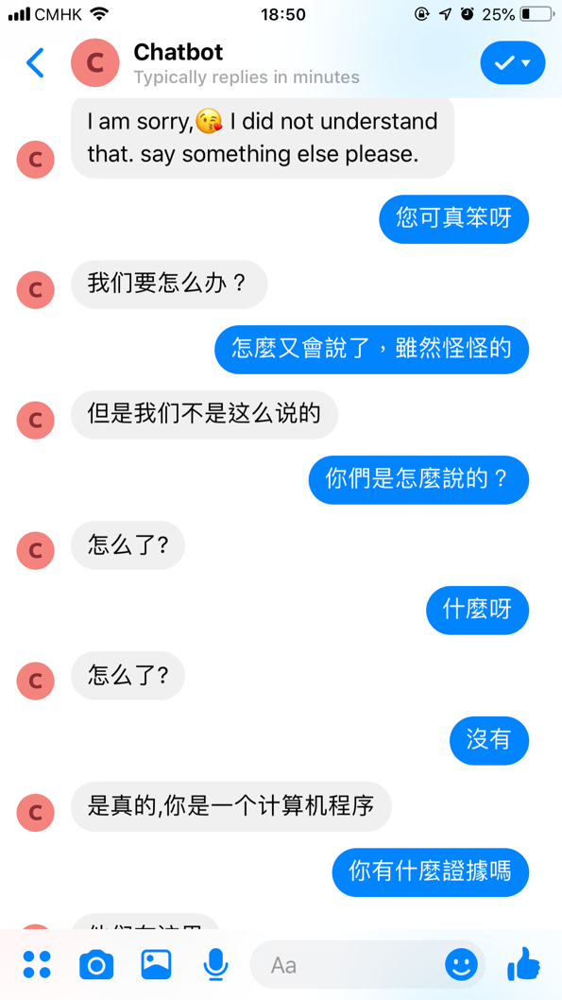 CMHK 18:50 25%
C Chatbot
Typically replies in minutes
I am sorry,😘 I did not understand
that. say something else please.
C
您可真笨呀
我们要怎么办？
C
怎麼又會說了，雖然怪怪的
但是我们不是这么说的
C
你們是怎麼說的？
怎么了?
C
什麼呀
怎么了?
C
沒有
是真的,你是一个计算机程序
C
你有什麼證據嗎
Aa